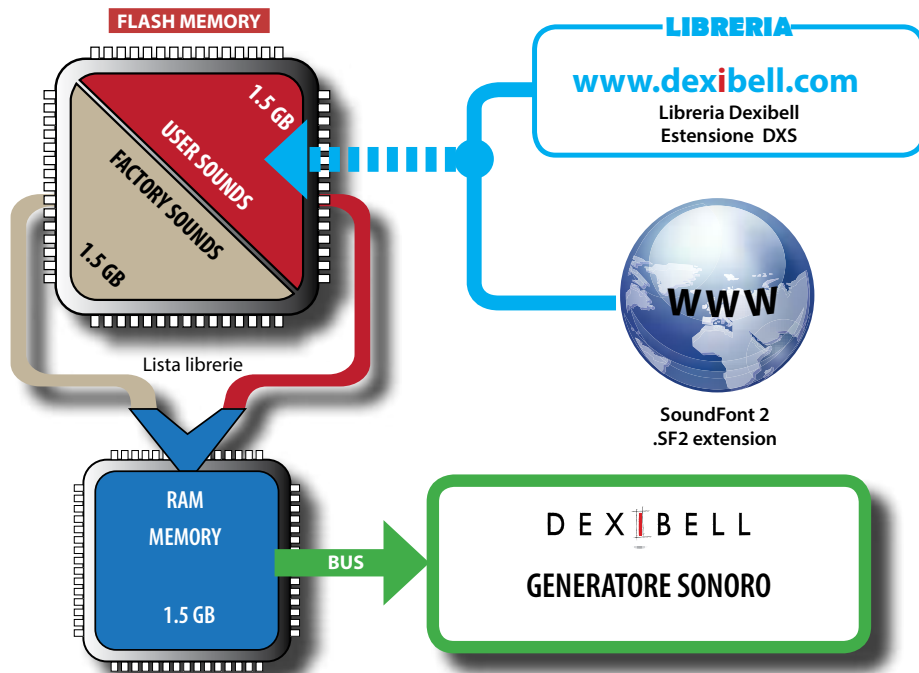 FLASH MEMORY
1.5 GB
USER SOUNDS
FACTORY SOUNDS
1.5 GB
LIBRERIA
www.dexibell.com
Libreria Dexibell
Estensione DXS
WWW
SoundFont 2
.SF2 extension
Lista librerie
RAM
MEMORY
1.5 GB
BUS
DEXIBELL
GENERATORE SONORO